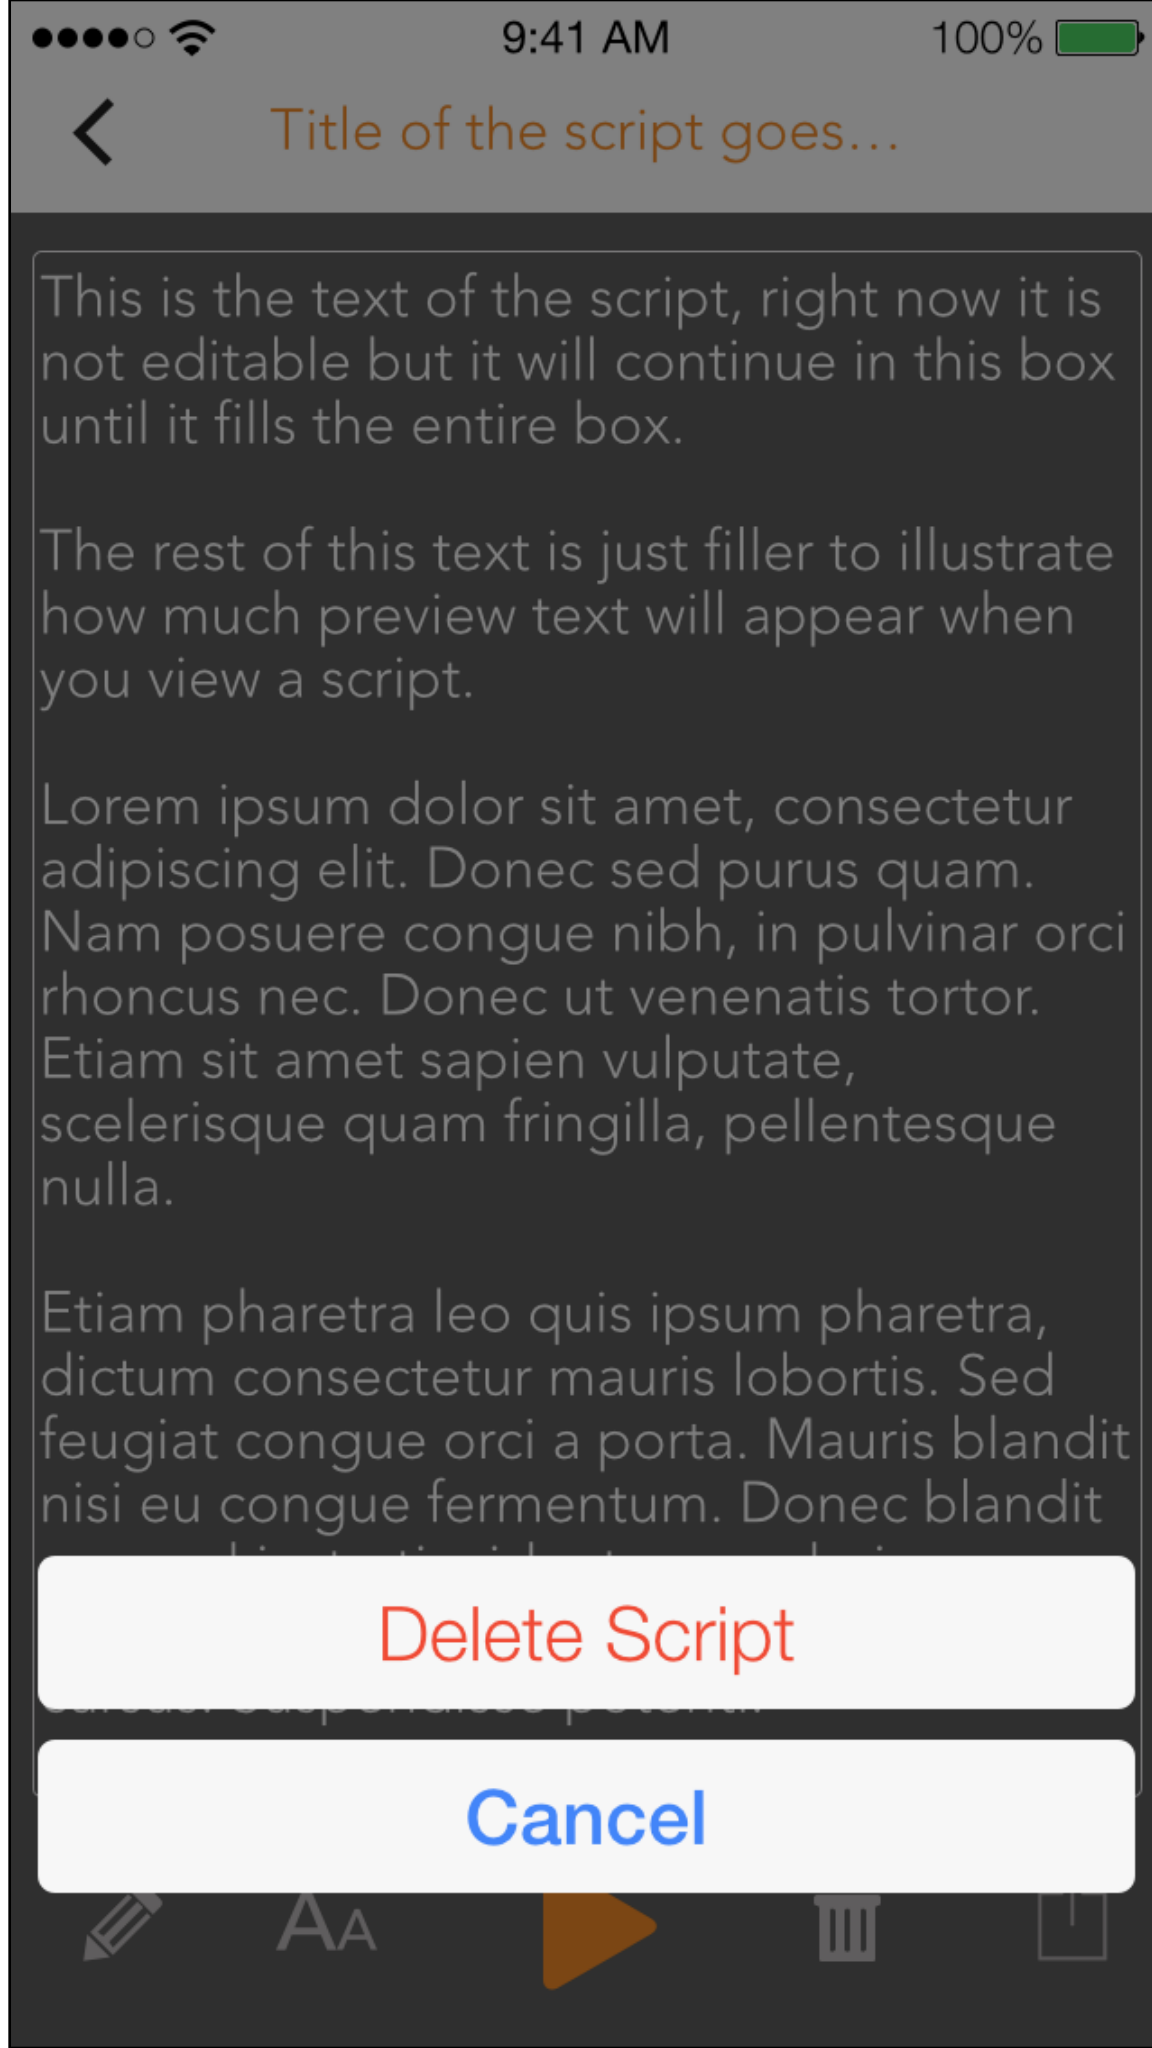 9:41 AM
100%
Title of the script goes...
This is the text of the script, right now it is
not editable but it will continue in this box
until it fills the entire box.
The rest of this text is just filler to illustrate
how much preview text will appear when
you view a script.
Lorem ipsum dolor sit amet, consectetur
adipiscing elit. Donec sed purus quam.
Nam posuere congue nibh, in pulvinar orci
rhoncus nec. Donec ut venenatis tortor.
Etiam sit amet sapien vulputate,
scelerisque quam fringilla, pellentesque
nulla.
Etiam pharetra leo quis ipsum pharetra,
dictum consectetur mauris lobortis. Sed
feugiat congue orci a porta. Mauris blandit
nisi eu congue fermentum. Donec blandit
Delete Script
Cancel
AA